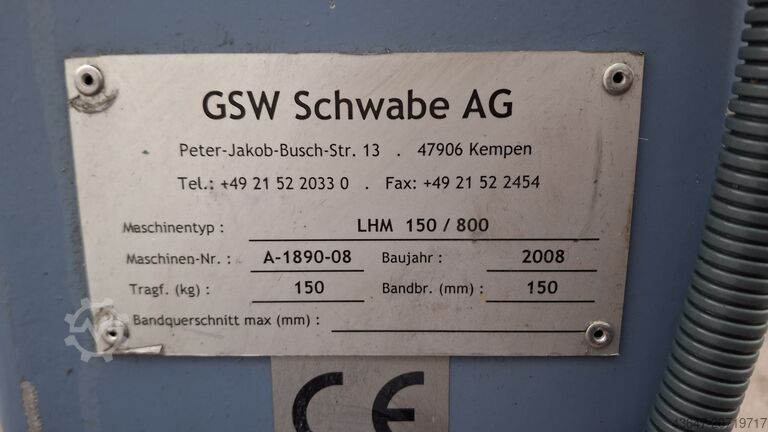 GSW Schwabe AG
Peter-Jakob-Busch-Str. 13 . 47906 Kempen
Tel.: +49 21 52 2033 0 . Fax: +49 21 52 2454
Maschinentyp : LHM 150 / 800
Maschinen-Nr. : A-1890-08 Baujahr : 2008
Tragf. (kg) : 150 Bandbr. (mm) : 150
Bandquerschnitt max (mm) :
CE